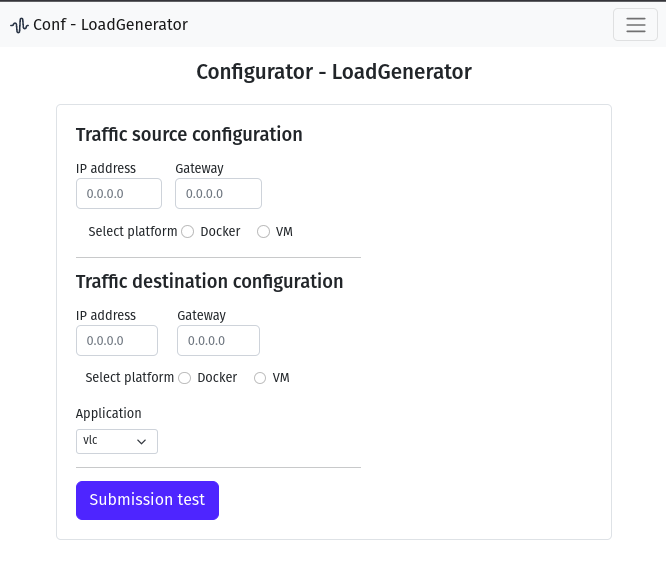 Conf - LoadGenerator
Configurator - LoadGenerator
Traffic source configuration
IP address Gateway
0.0.0.0 0.0.0.0
Select platform Docker VM
Traffic destination configuration
IP address Gateway
0.0.0.0 0.0.0.0
Select platform Docker VM
Application
vlc
Submission test